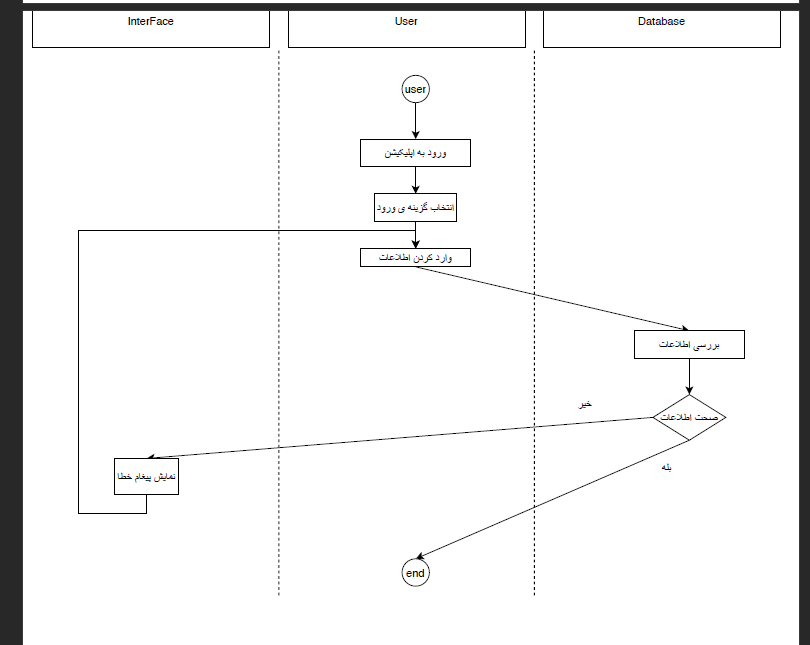 InterFace
User
Database
user
ورود به اپلیکیشن
انتخاب گزینه ی ورود
وارد کردن اطلاعات
بررسی اطلاعات
خیر
صحت اطلاعات
بله
نمایش پیغام خطا
end